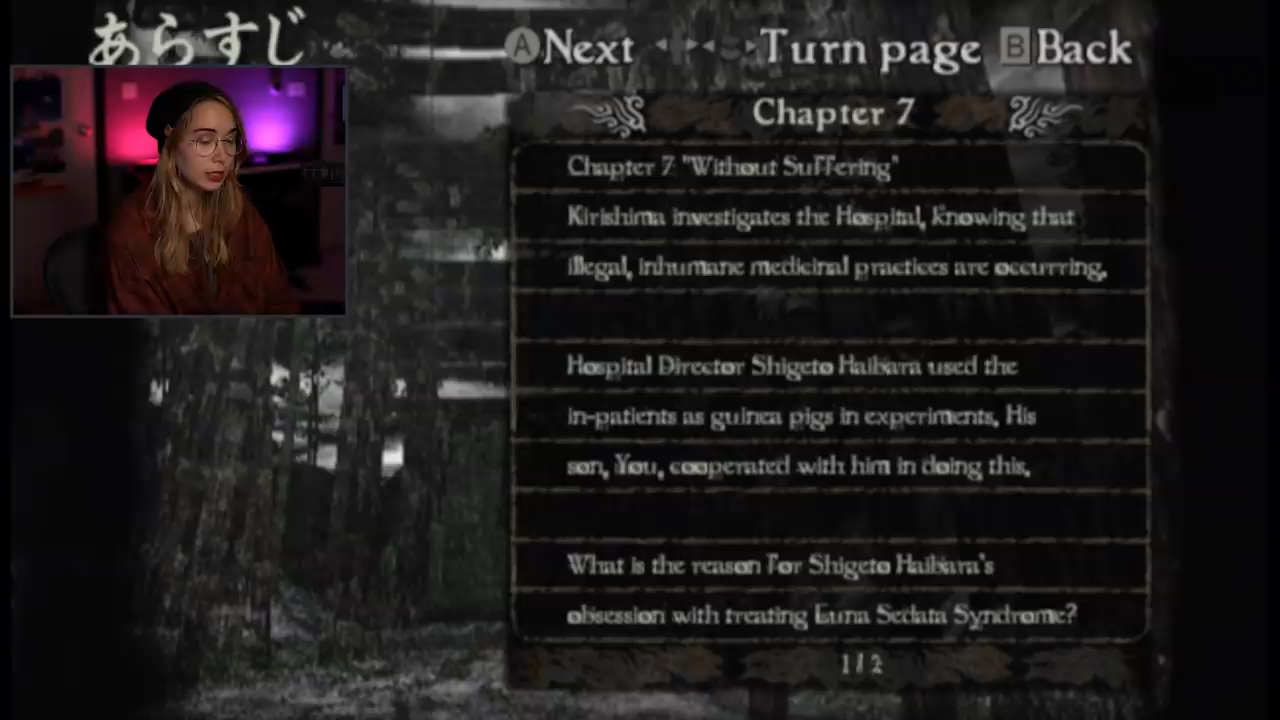 あらすじ
A Next Turn page B Back
Chapter 7
Chapter 7 "Without Suffering"
Kirishima investigates the Hospital, knowing that
illegal, inhumane medicinal practices are occurring.
Hospital Director Shigeto Haibara used the
in-patients as guinea pigs in experiments. His
son, You, cooperated with him in doing this.
What is the reason for Shigeto Haibara's
obsession with treating Luna Sedata Syndrome?
1/2